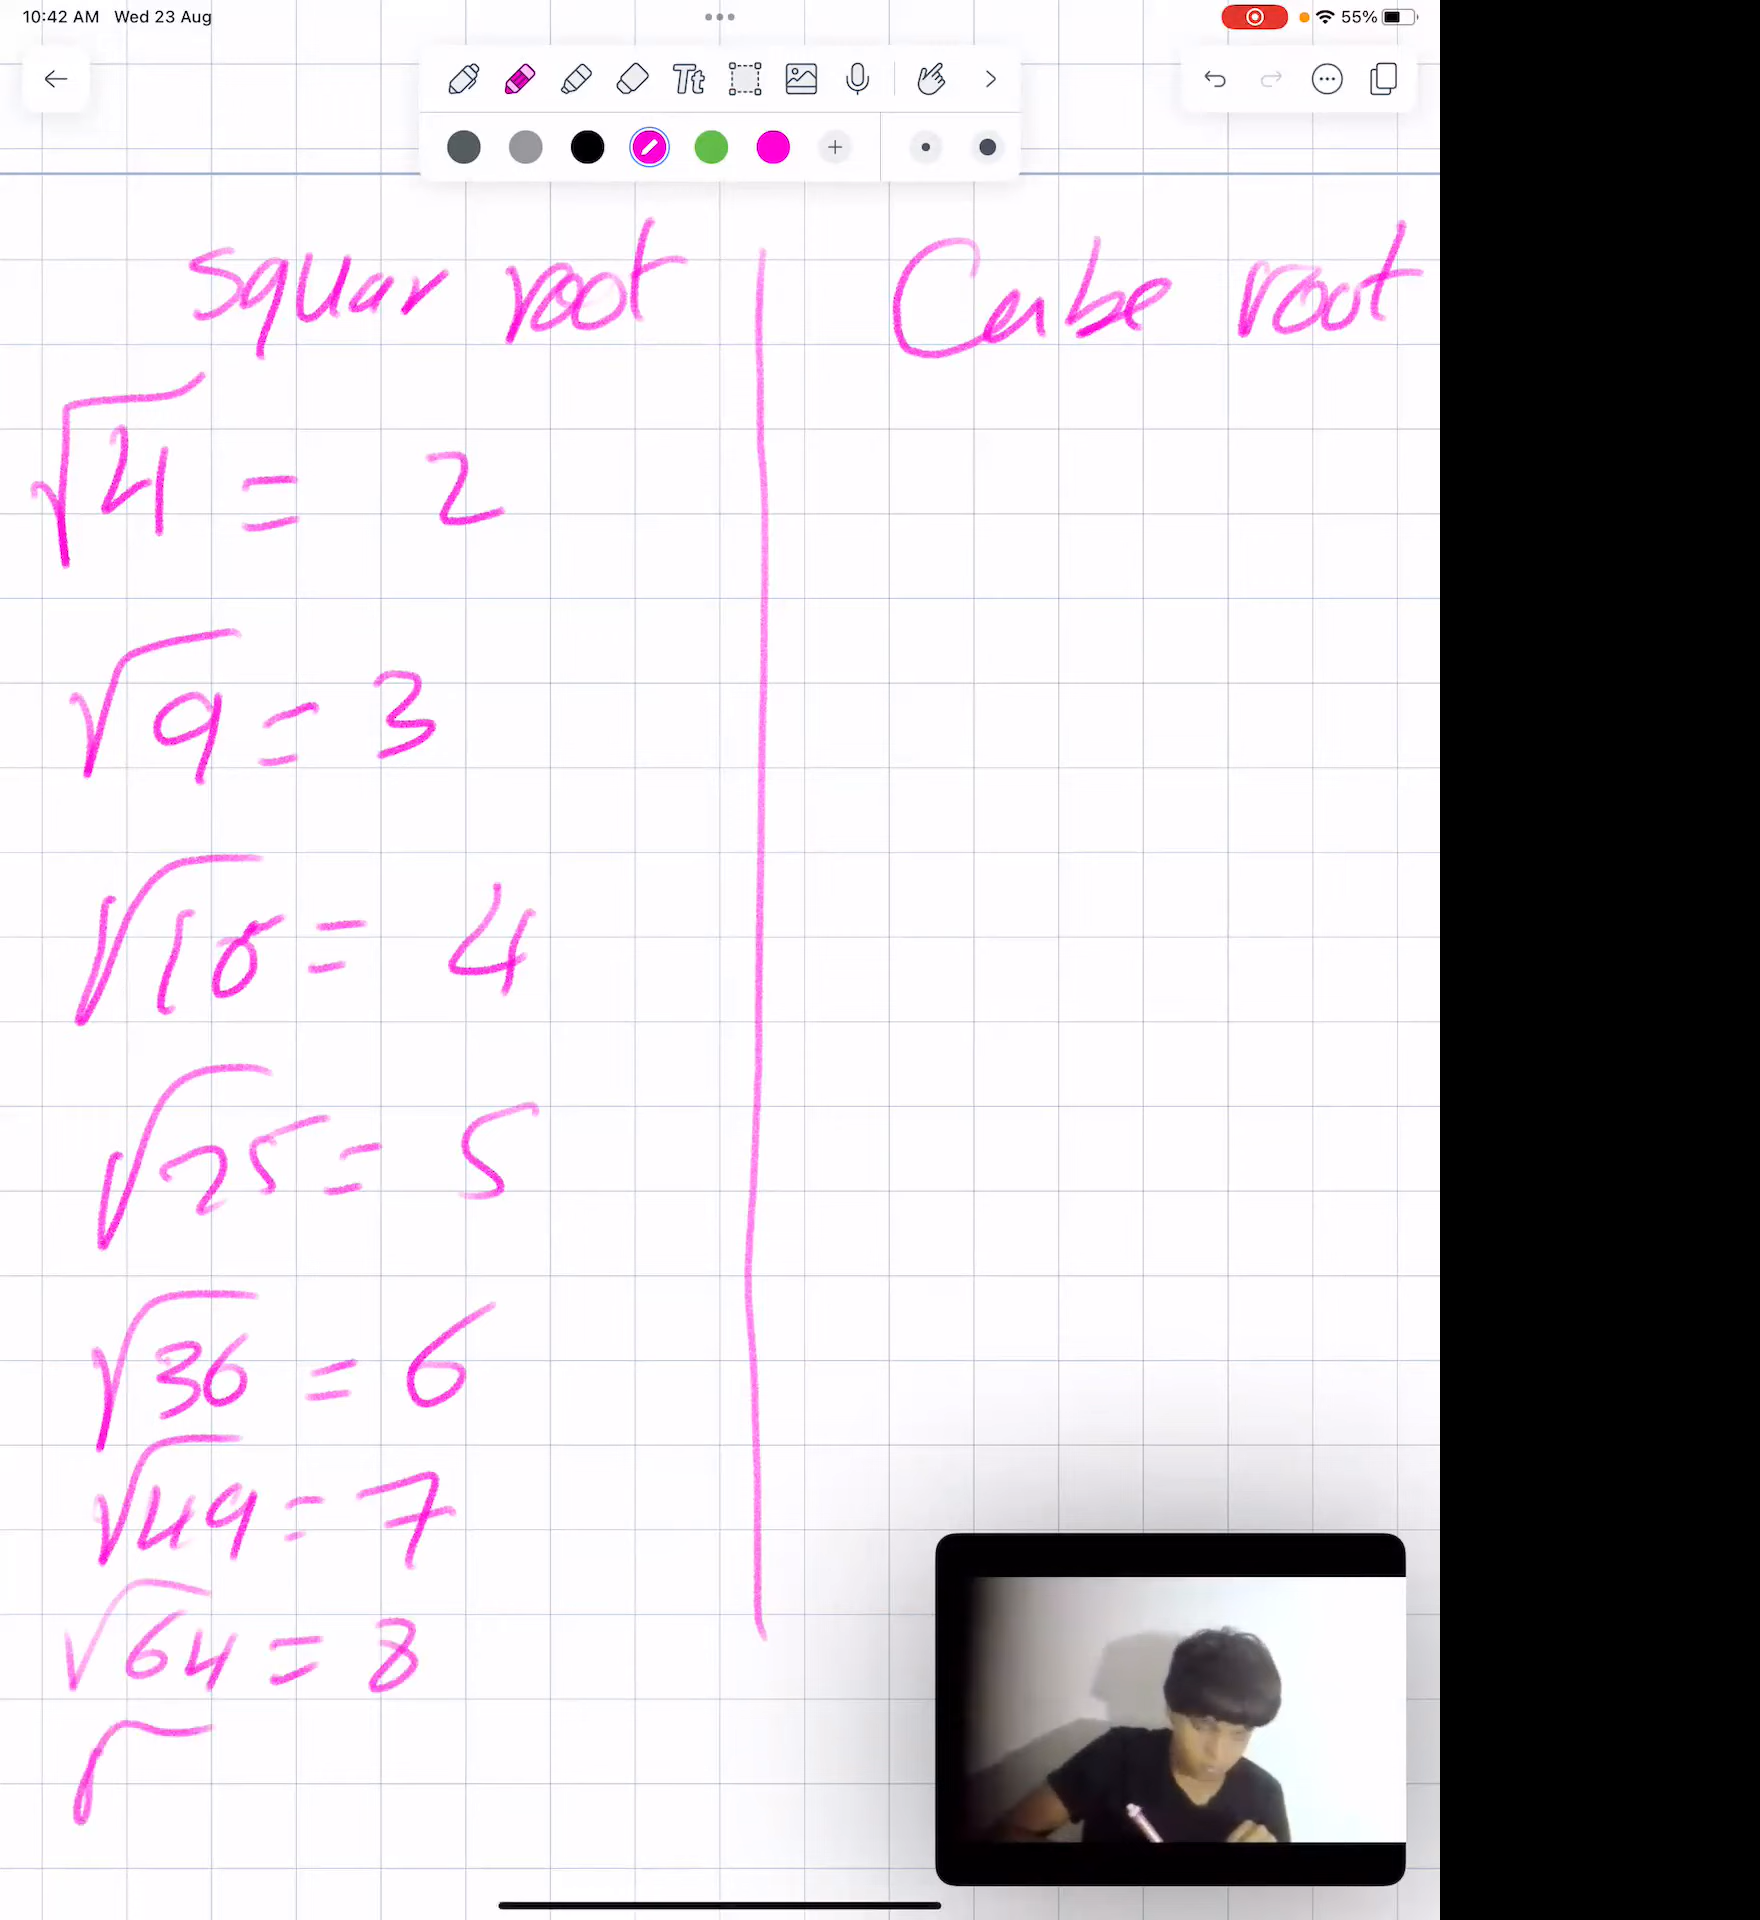 10:42 AM Wed 23 Aug
55%
Tt
squar root
Cube root
√4 = 2
√9 = 3
√16 = 4
√25 = 5
√36 = 6
√49 = 7
√64 = 8
√